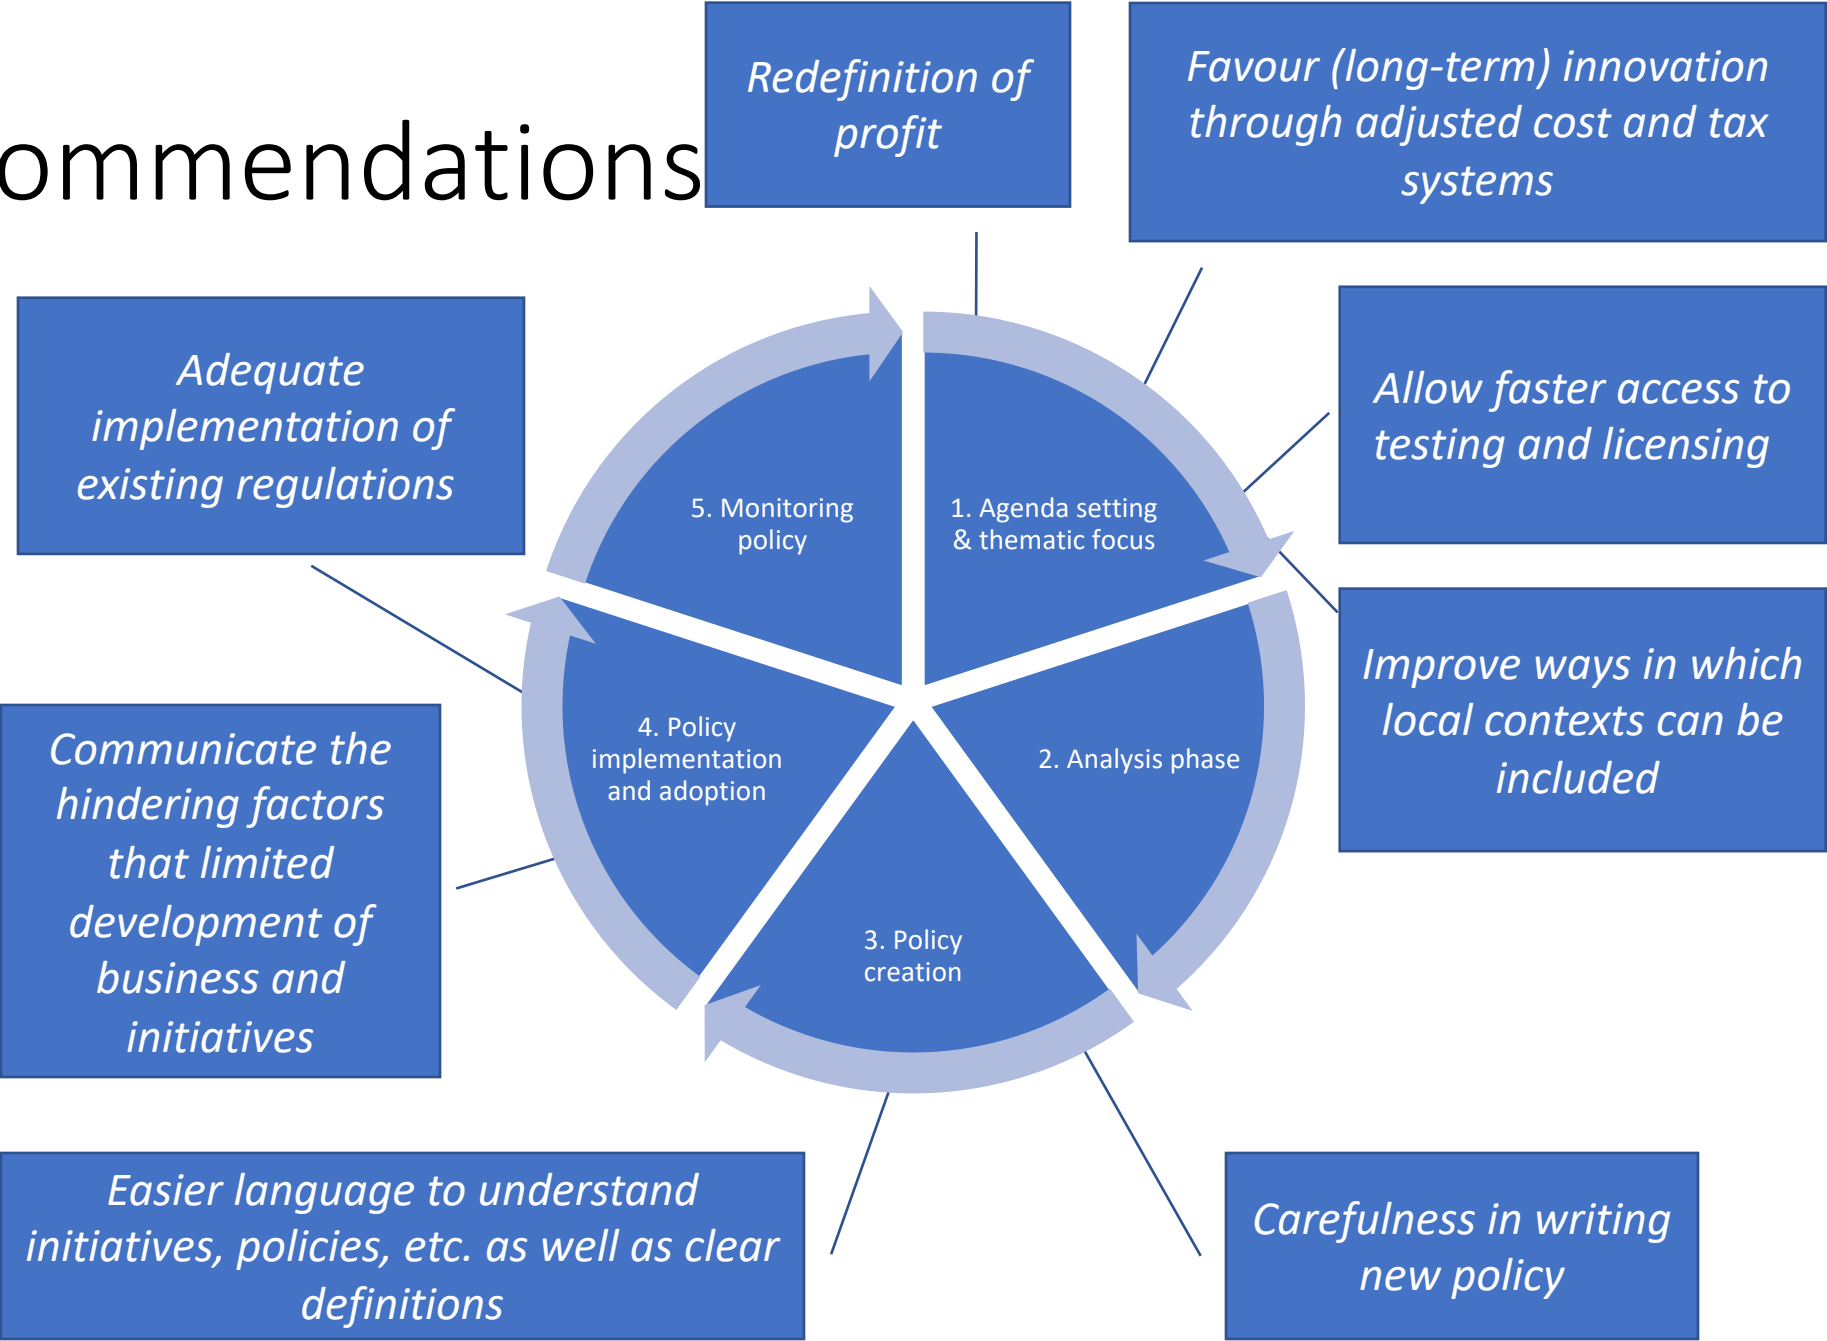 ommendations
Redefinition of
profit
Favour (long-term) innovation
through adjusted cost and tax
systems
Adequate
implementation of
existing regulations
Allow faster access to
testing and licensing
5. Monitoring
policy
1. Agenda setting
& thematic focus
Improve ways in which
local contexts can be
included
4. Policy
implementation
and adoption
2. Analysis phase
Communicate the
hindering factors
that limited
development of
business and
initiatives
3. Policy
creation
Easier language to understand
initiatives, policies, etc. as well as clear
definitions
Carefulness in writing
new policy